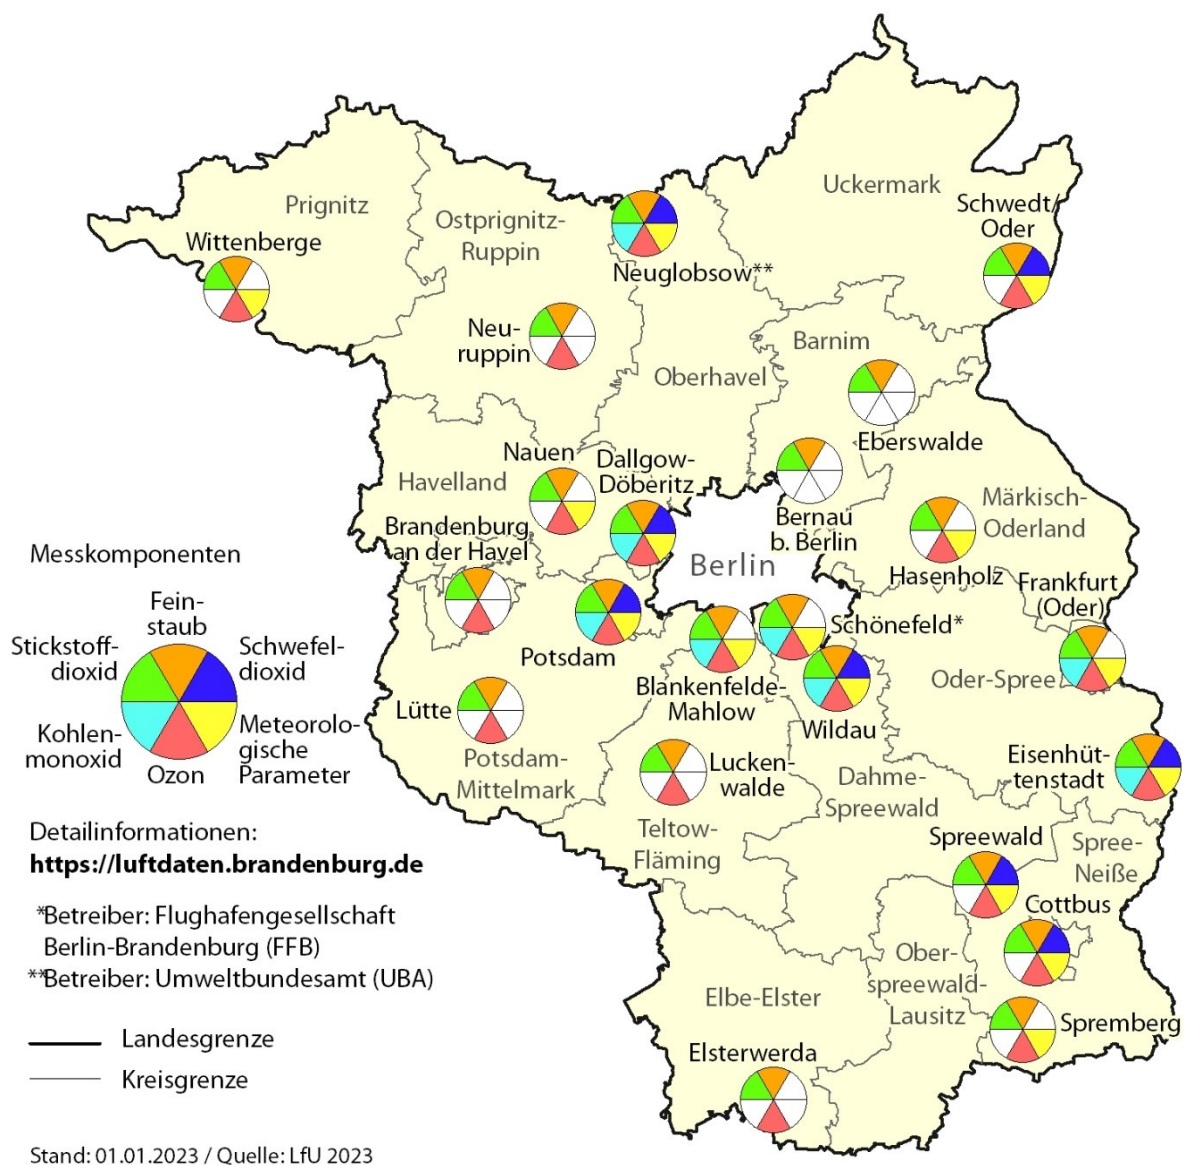 Uckermark
Prignitz
Schwedt/
Oder
Ostprignitz-
Ruppin
Wittenberge
Neuglobsow**
Neu-
ruppin
Barnim
Oberhavel
Eberswalde
Nauen
Dallgow-
Döberitz
Havelland
Märkisch-
Oderland
Bernau
b. Berlin
Brandenburg
an der Havel
Berlin
Hasenholz
Frankfurt
(Oder)
Schönefeld*
Potsdam
Blankenfelde-
Mahlow
Oder-Spree
Wildau
Lütte
Potsdam-
Mittelmark
Lucken-
walde
Eisenhüt-
tenstadt
Dahme-
Spreewald
Teltow-
Fläming
Spreewald
Spree-
Neiße
Cottbus
Ober-
spreewald-
Lausitz
Elbe-Elster
Spremberg
Elsterwerda
Messkomponenten
Fein-
staub
Stickstoff-
dioxid
Schwefel-
dioxid
Kohlen-
monoxid
Ozon
Meteorolo-
gische
Parameter
Detailinformationen:
https://luftdaten.brandenburg.de
*Betreiber: Flughafengesellschaft
Berlin-Brandenburg (FFB)
**Betreiber: Umweltbundesamt (UBA)
Landesgrenze
Kreisgrenze
Stand: 01.01.2023 / Quelle: LfU 2023